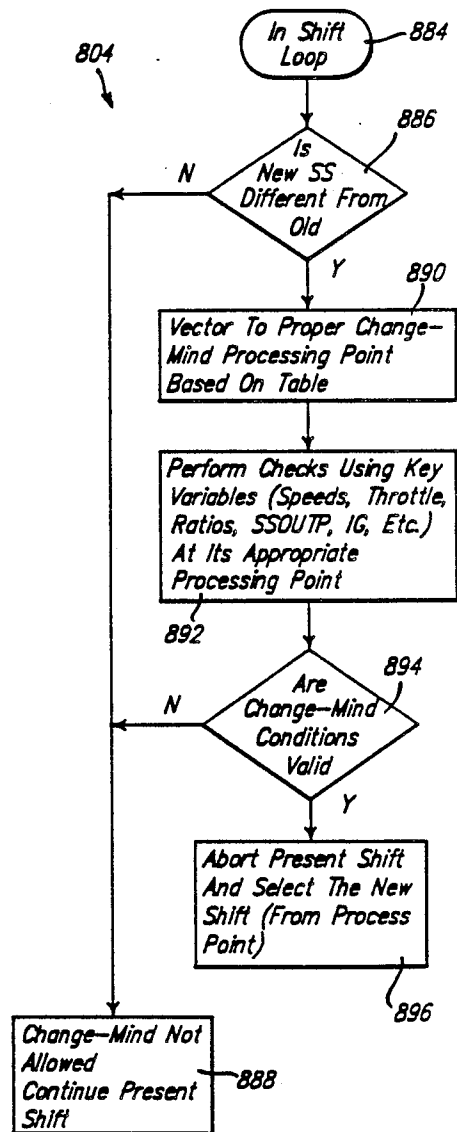 In Shift
Loop
884
804
886
Is
New SS
Different From
Old
N
Y
890
Vector To Proper Change-
Mind Processing Point
Based On Table
Perform Checks Using Key
Variables (Speeds, Throttle,
Ratios, SSOUTP, IG, Etc.)
At Its Appropriate
Processing Point
892
894
Are
Change-Mind
Conditions
Valid
N
Y
Abort Present Shift
And Select The New
Shift (From Process
Point)
896
Change-Mind Not
Allowed
Continue Present
Shift
888